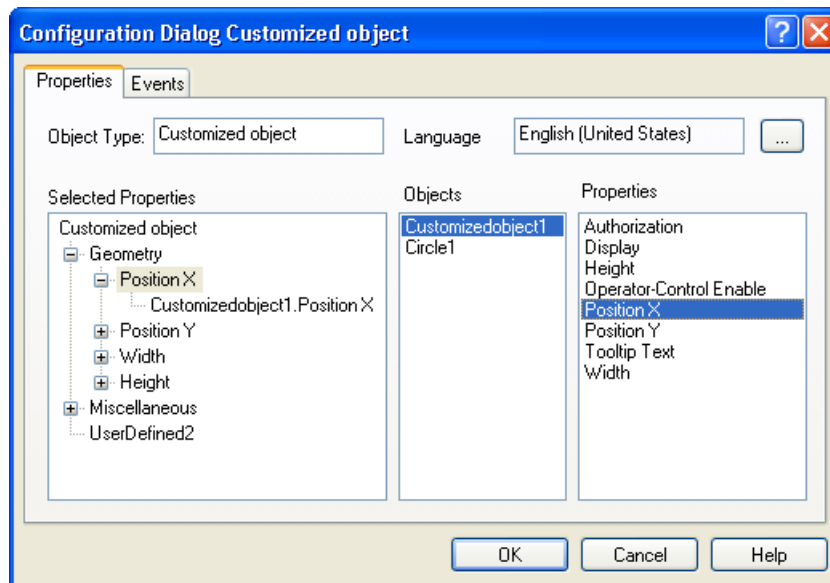 Configuration Dialog Customized object
Properties
Events
Object Type:
Customized object
Language
English (United States)
...
Selected Properties
Customized object
Geometry
Position X
Customizedobject1.Position X
Position Y
Width
Height
Miscellaneous
UserDefined2
Objects
Customizedobject1
Circle1
Properties
Authorization
Display
Height
Operator-Control Enable
Position X
Position Y
Tooltip Text
Width
OK
Cancel
Help